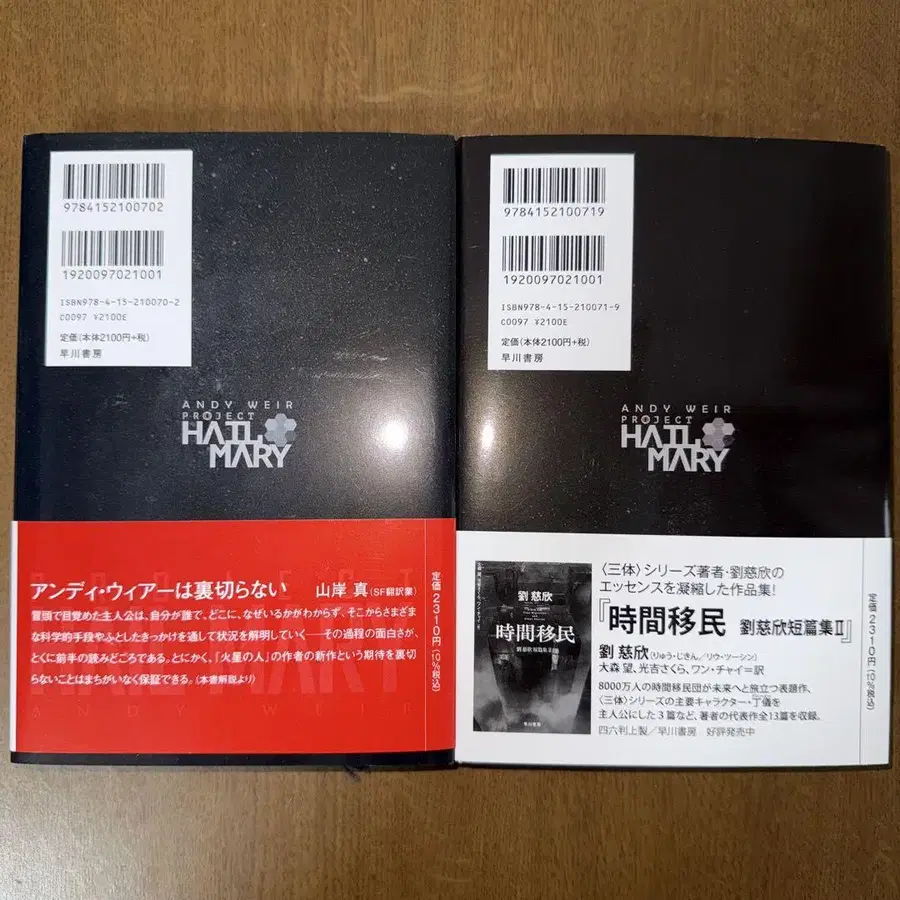 9784152100702
1920097021001
ISBN978-4-15-210070-2
C0097 ¥2100E
定価(本体2100円+税)
早川書房
ANDY WEIR
PROJECT
HAIL
MARY
アンディ・ウィアーは裏切らない 山岸 真(SF翻訳業)
冒頭で目覚めた主人公は、自分が誰で、どこに、なぜいるかがわからず、そこからさまざま
な科学的手段やふとしたきっかけを通して状況を解明していく──その過程の面白さが、
とくに前半の読みどころである。とにかく、『火星の人』の作者の新作という期待を裏切
らないことはまちがいなく保証できる。(本書解説より)
ANDY WEIR
定価2310円(10%税込)
9784152100719
1920097021001
ISBN978-4-15-210071-9
C0097 ¥2100E
定価(本体2100円+税)
早川書房
ANDY WEIR
PROJECT
HAIL
MARY
劉慈欣
時間移民
劉慈欣短篇集Ⅱ
早川書房
〈三体〉シリーズ著者・劉慈欣の
エッセンスを凝縮した作品集!
『時間移民 劉慈欣短篇集Ⅱ』
劉 慈欣(りゅう・じきん/リウ・ツーシン)
大森 望、光吉さくら、ワン・チャイ=訳
8000万人の時間移民団が未来へと旅立つ表題作、
〈三体〉シリーズの主要キャラクター・丁儀を
主人公にした3篇など、著者の代表作全13篇を収録。
四六判上製/早川書房 好評発売中
定価2310円(10%税込)